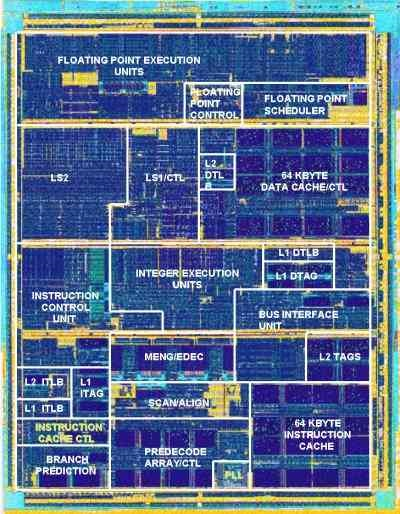 FLOATING POINT EXECUTION
UNITS
FLOATING
POINT
CONTROL
FLOATING POINT
SCHEDULER
LS2
LS1/CTL
L2
DTL
B
64 KBYTE
DATA CACHE/CTL
INSTRUCTION
CONTROL
UNIT
INTEGER EXECUTION
UNITS
L1 DTLB
L1 DTAG
BUS INTERFACE
UNIT
MENG/EDEC
L2 TAGS
L2 ITLB
L1
ITAG
L1 ITLB
SCAN/ALIGN
INSTRUCTION
CACHE CTL
64 KBYTE
INSTRUCTION
CACHE
BRANCH
PREDICTION
PREDECODE
ARRAY/CTL
PLL